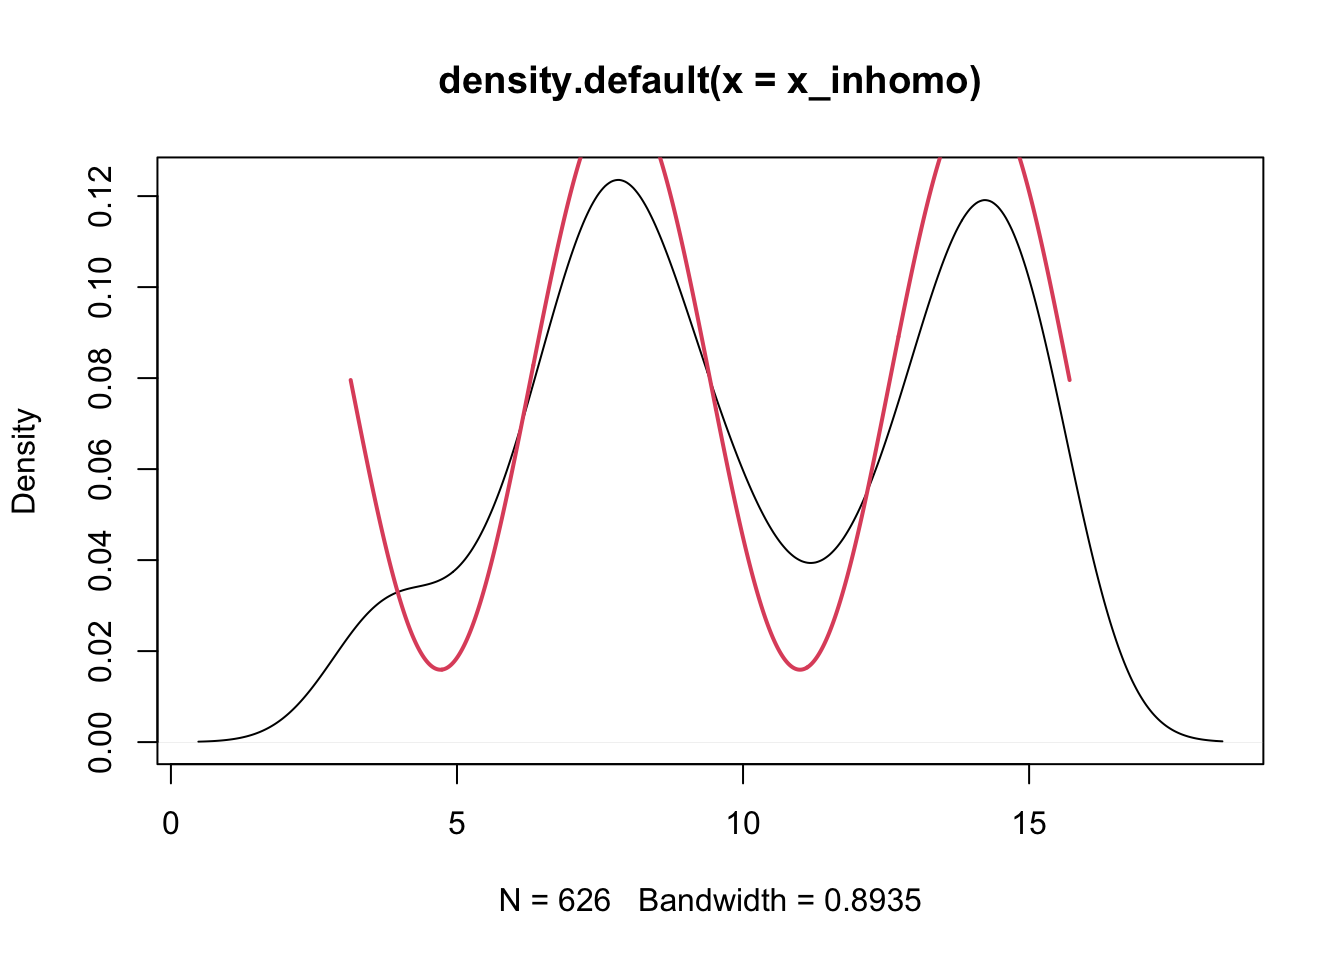 density.default(x = x_inhomo)
Density
0.12
0.10
0.08
0.06
0.04
0.02
0.00
0 5 10 15
N = 626 Bandwidth = 0.8935